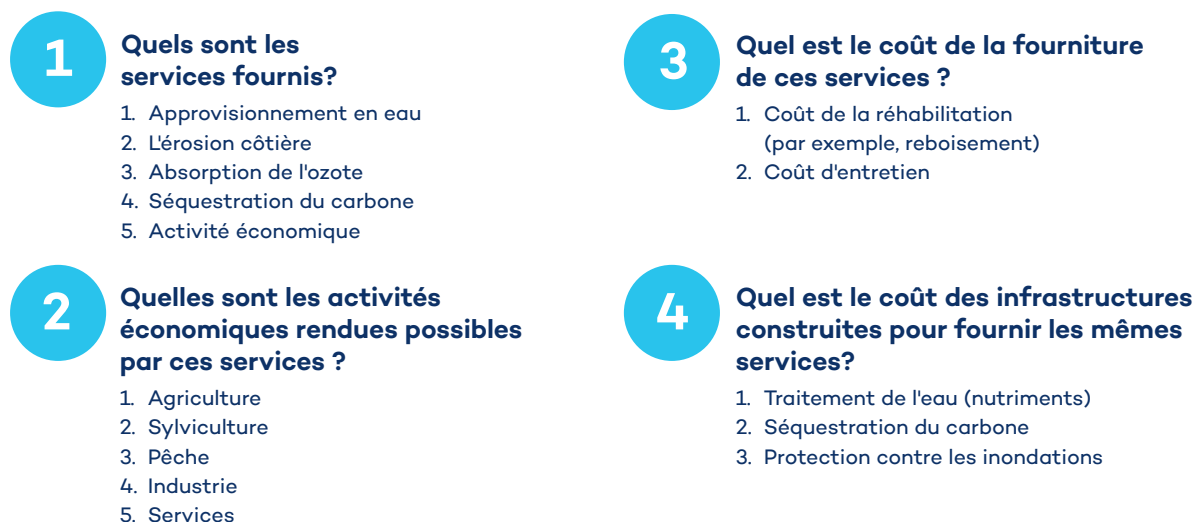 1
Quels sont les
services fournis?
1. Approvisionnement en eau
2. L'érosion côtière
3. Absorption de l'ozote
4. Séquestration du carbone
5. Activité économique
2
Quelles sont les activités
économiques rendues possibles
par ces services ?
1. Agriculture
2. Sylviculture
3. Pêche
4. Industrie
5. Services
3
Quel est le coût de la fourniture
de ces services ?
1. Coût de la réhabilitation
(par exemple, reboisement)
2. Coût d'entretien
4
Quel est le coût des infrastructures
construites pour fournir les mêmes
services?
1. Traitement de l'eau (nutriments)
2. Séquestration du carbone
3. Protection contre les inondations